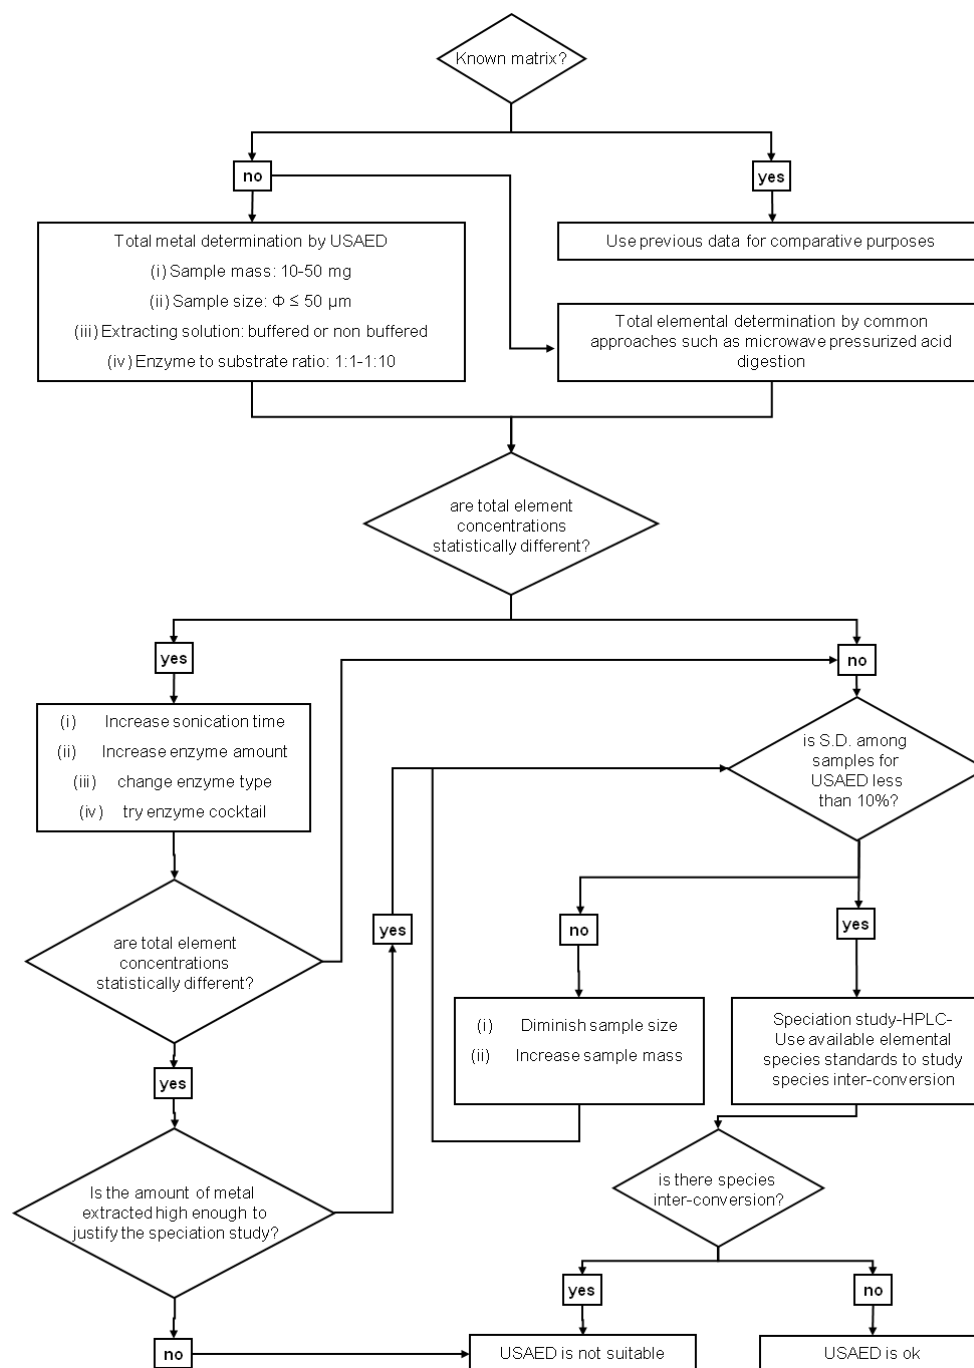 Known matrix?
no
yes
Total metal determination by USAED
(i) Sample mass: 10-50 mg
(ii) Sample size: Φ ≤ 50 µm
(iii) Extracting solution: buffered or non buffered
(iv) Enzyme to substrate ratio: 1:1-1:10
Use previous data for comparative purposes
Total elemental determination by common
approaches such as microwave pressurized acid
digestion
are total element
concentrations
statistically different?
yes
no
(i) Increase sonication time
(ii) Increase enzyme amount
(iii) change enzyme type
(iv) try enzyme cocktail
is S.D. among
samples for
USAED less
than 10%?
are total element
concentrations
statistically different?
yes
no
yes
(i) Diminish sample size
(ii) Increase sample mass
Speciation study-HPLC-
Use available elemental
species standards to study
species inter-conversion
yes
Is the amount of metal
extracted high enough to
justify the speciation study?
is there species
inter-conversion?
yes
no
no
USAED is not suitable
USAED is ok